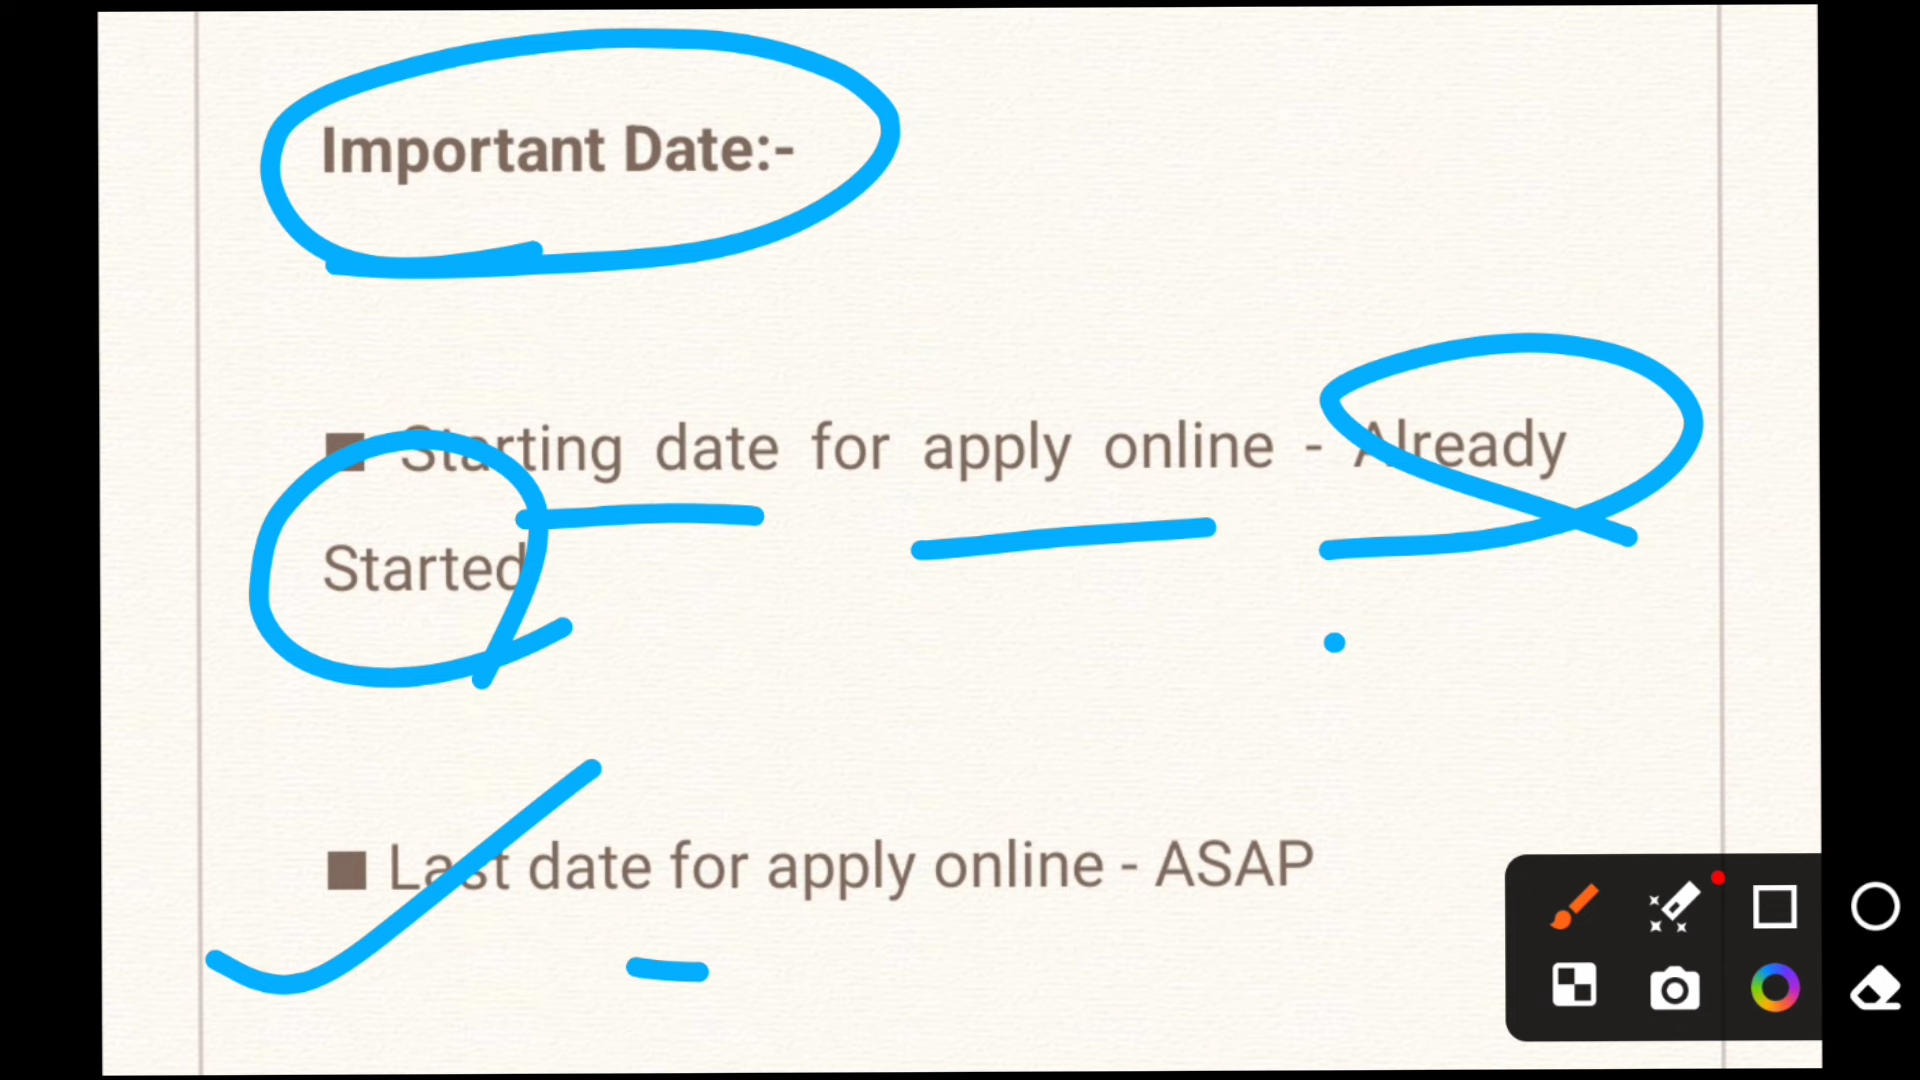 Important Date:-
■ Starting date for apply online - Already
Started
■ Last date for apply online - ASAP